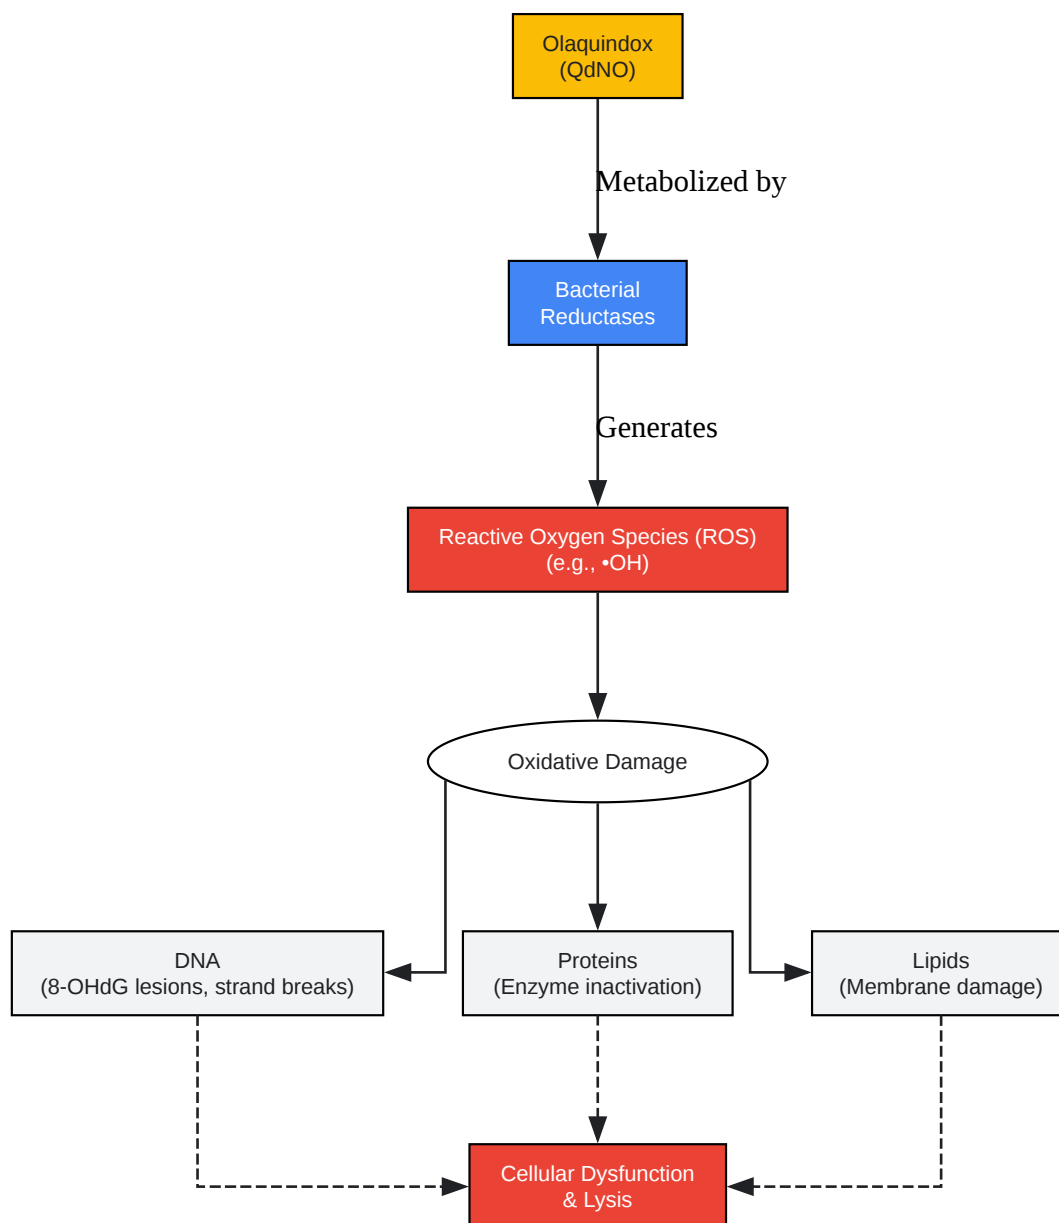 Olaquindox
(QdNO)
Metabolized by
Bacterial
Reductases
Generates
Reactive Oxygen Species (ROS)
(e.g., •OH)
Oxidative Damage
DNA
(8-OHdG lesions, strand breaks)
Proteins
(Enzyme inactivation)
Lipids
(Membrane damage)
Cellular Dysfunction
& Lysis